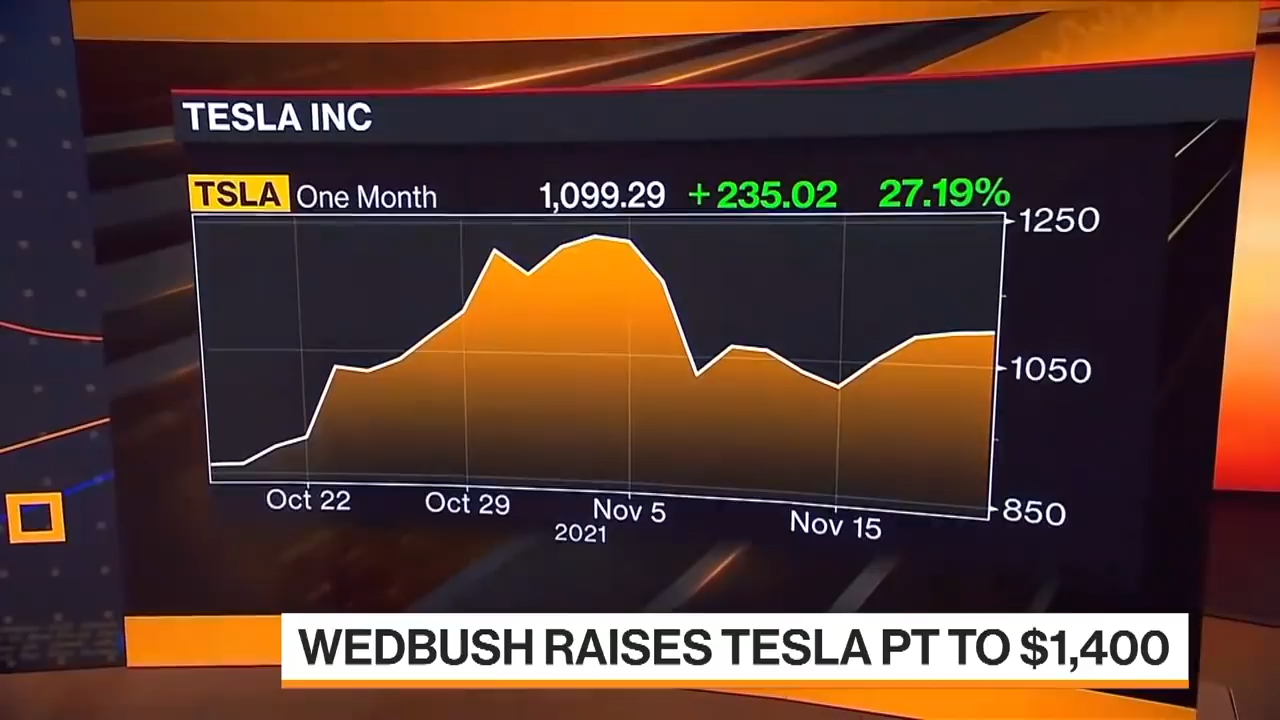 TESLA INC
TSLA One Month 1,099.29 +235.02 27.19%
1250
1050
850
Oct 22 Oct 29 Nov 5 Nov 15
2021
WEDBUSH RAISES TESLA PT TO $1,400